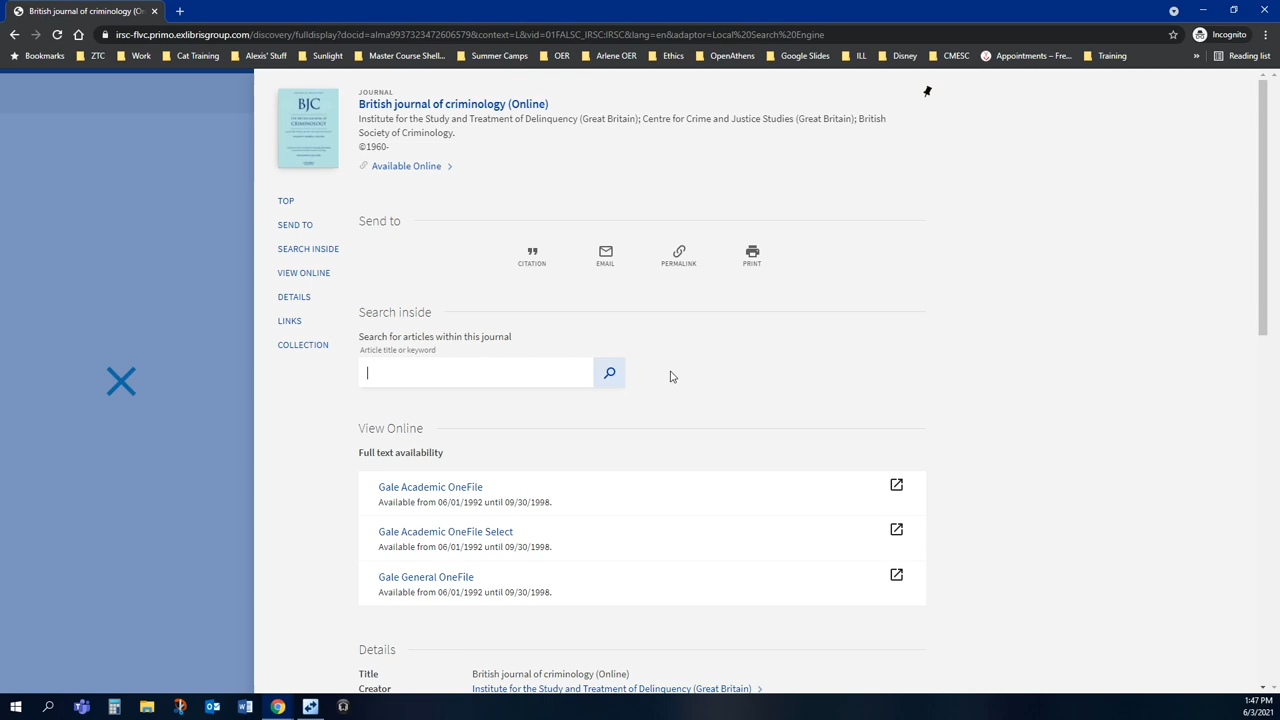 British journal of criminology (On
Incognito
irsc-flvc.primo.exlibrisgroup.com/discovery/fulldisplay?docid=alma9937323472606579&context=L&vid=01FALSC_IRSC:IRSC&lang=en&adaptor=Local%20Search%20Engine
Bookmarks ZTC Work Cat Training Alexis' Stuff Sunlight Master Course Shell... Summer Camps OER Arlene OER Ethics OpenAthens Google Slides ILL Disney CMESC Appointments – Fre... Training » Reading list
BJC
JOURNAL
British journal of criminology (Online)
Institute for the Study and Treatment of Delinquency (Great Britain); Centre for Crime and Justice Studies (Great Britain); British
Society of Criminology.
©1960-
Available Online
TOP
SEND TO
SEARCH INSIDE
VIEW ONLINE
DETAILS
LINKS
COLLECTION
Send to
CITATION EMAIL PERMALINK PRINT
Search inside
Search for articles within this journal
Article title or keyword
View Online
Full text availability
Gale Academic OneFile
Available from 06/01/1992 until 09/30/1998.
Gale Academic OneFile Select
Available from 06/01/1992 until 09/30/1998.
Gale General OneFile
Available from 06/01/1992 until 09/30/1998.
Details
Title British journal of criminology (Online)
Creator Institute for the Study and Treatment of Delinquency (Great Britain)
1:47 PM
6/3/2021